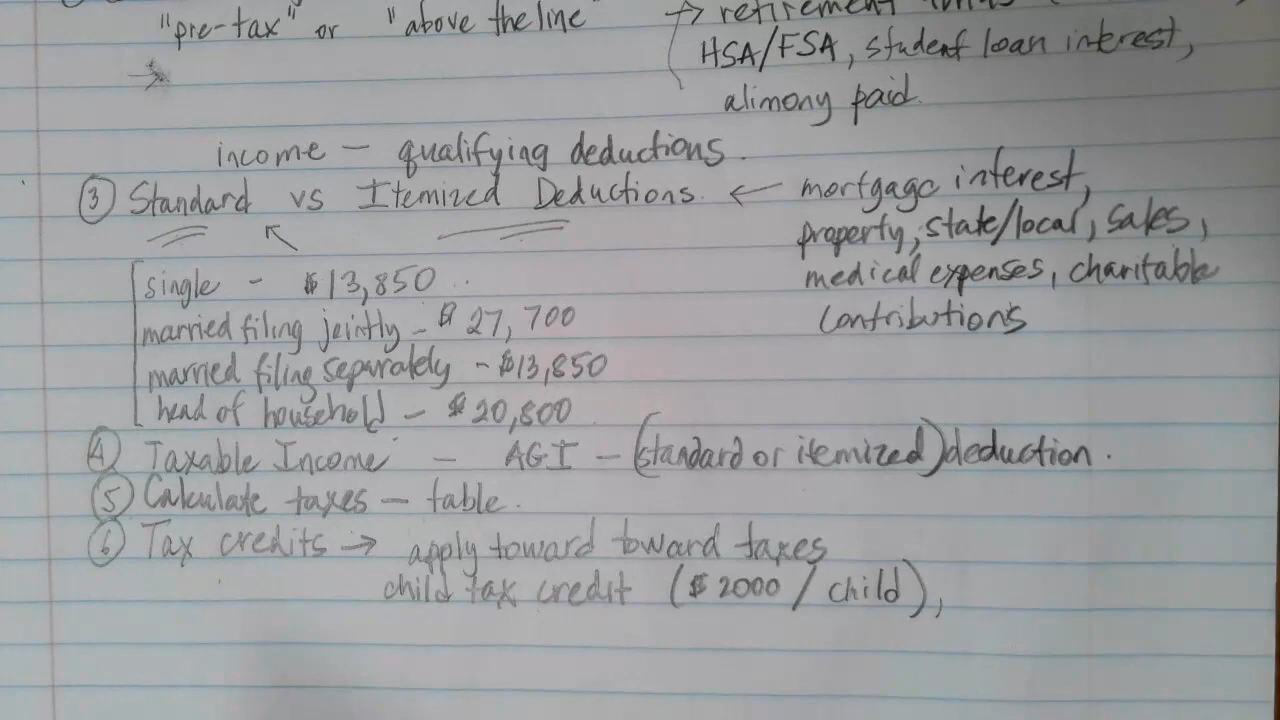 "pre-tax" or "above the line" → retirement
→ HSA/FSA, student loan interest,
alimony paid.
income – qualifying deductions.
③ Standard vs Itemized Deductions. ← mortgage interest,
property, state/local, sales,
single - $13,850 .. medical expenses, charitable
married filing jointly - $27,700 contributions
married filing separately - $13,850
head of household - $20,800
④ Taxable Income - AGI - (standard or itemized) deduction.
⑤ Calculate taxes - table.
⑥ Tax credits → apply toward toward taxes
child tax credit ($2000 / child),